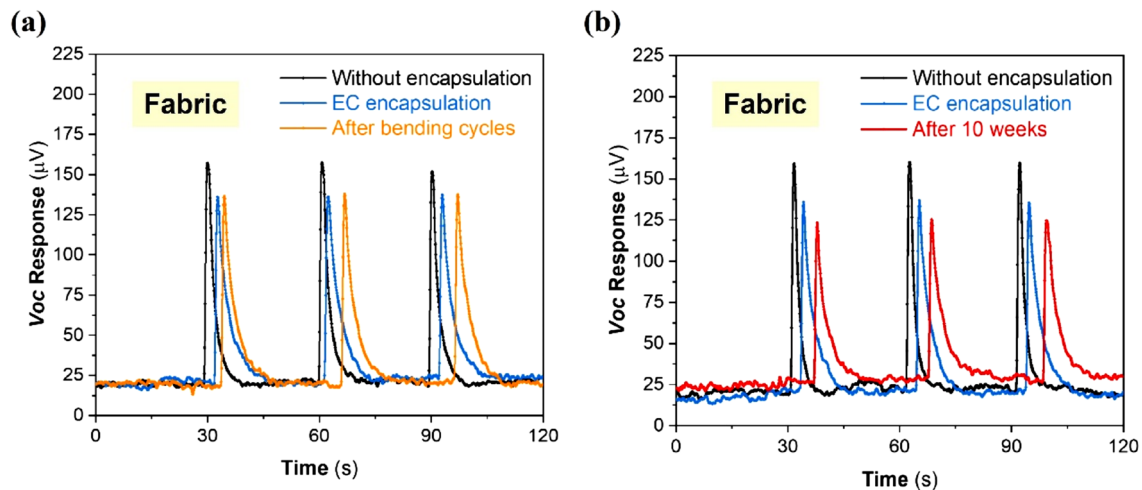 (a)
225
200
175
150
125
100
75
50
25
0
Voc Response (μV)
Fabric
Without encapsulation
EC encapsulation
After bending cycles
0 30 60 90 120
Time (s)
(b)
225
200
175
150
125
100
75
50
25
0
Voc Response (μV)
Fabric
Without encapsulation
EC encapsulation
After 10 weeks
0 30 60 90 120
Time (s)